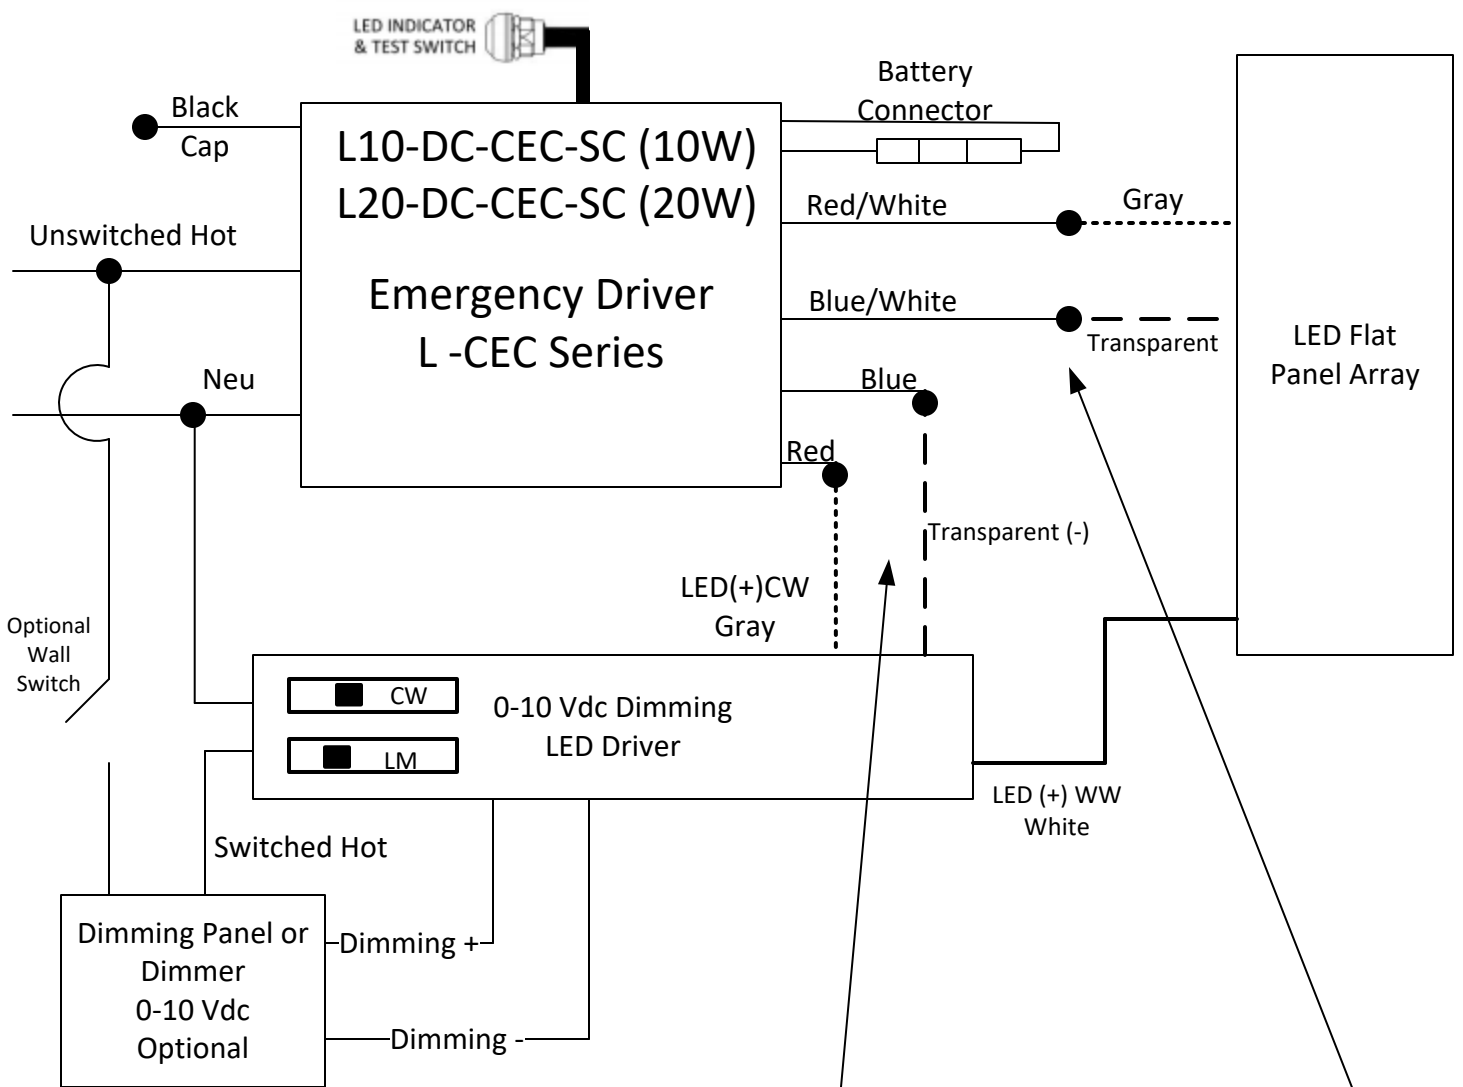 LED INDICATOR
& TEST SWITCH
Battery
Connector
Black
Cap
L10-DC-CEC-SC (10W)
L20-DC-CEC-SC (20W)
Emergency Driver
L -CEC Series
Red/White
Gray
Unswitched Hot
Blue/White
Transparent
LED Flat
Panel Array
Neu
Blue
Red
Transparent (-)
LED(+)CW
Gray
Optional
Wall
Switch
CW
LM
0-10 Vdc Dimming
LED Driver
LED (+) WW
White
Switched Hot
Dimming Panel or
Dimmer
0-10 Vdc
Optional
Dimming +
Dimming -